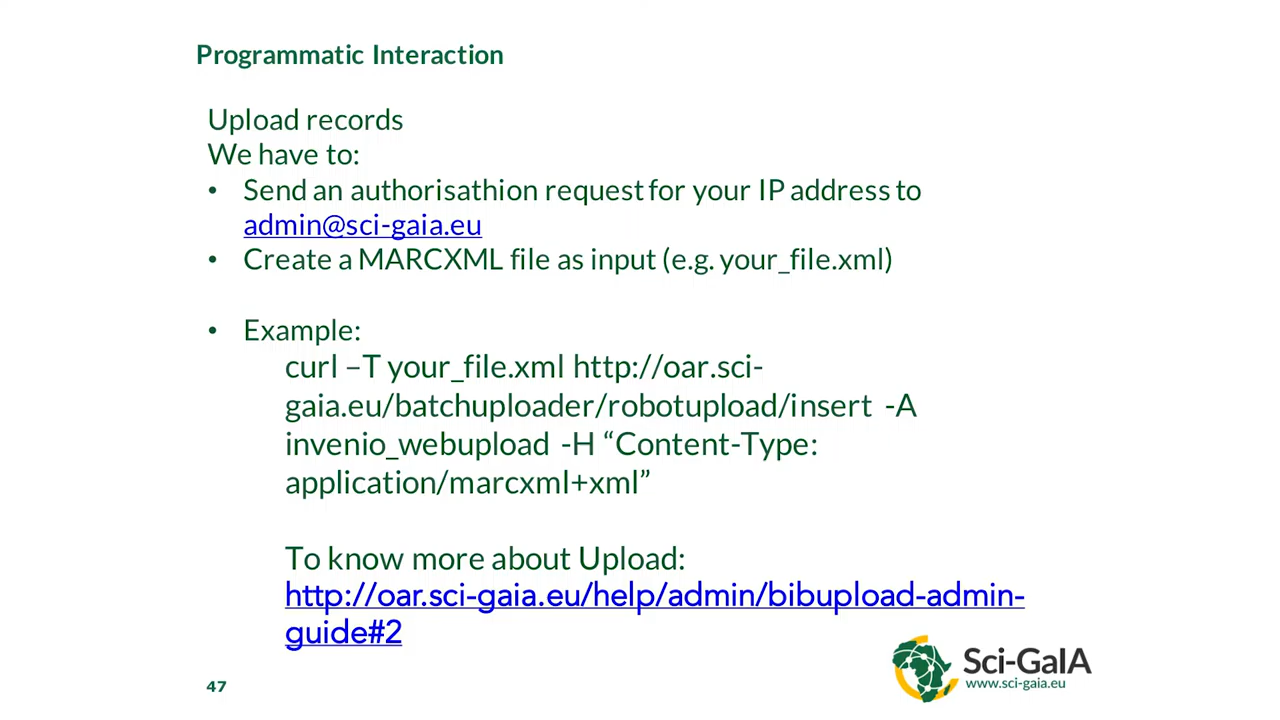 Programmatic Interaction
Upload records
We have to:
• Send an authorisathion request for your IP address to
admin@sci-gaia.eu
• Create a MARCXML file as input (e.g. your_file.xml)
• Example:
curl –T your_file.xml http://oar.sci-
gaia.eu/batchuploader/robotupload/insert -A
invenio_webupload -H “Content-Type:
application/marcxml+xml”
To know more about Upload:
http://oar.sci-gaia.eu/help/admin/bibupload-admin-
guide#2
Sci-GaIA
www.sci-gaia.eu
47